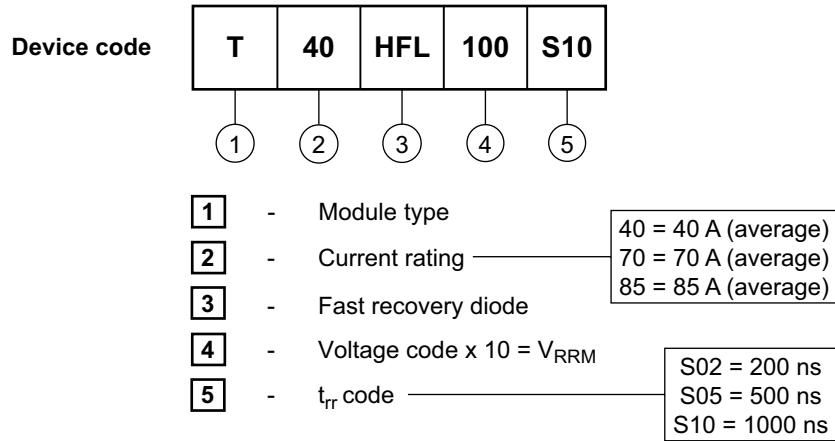 Device code
T 40 HFL 100 S10
1 2 3 4 5
1 - Module type
2 - Current rating
40 = 40 A (average)
70 = 70 A (average)
85 = 85 A (average)
3 - Fast recovery diode
4 - Voltage code x 10 = VRRM
5 - trr code
S02 = 200 ns
S05 = 500 ns
S10 = 1000 ns